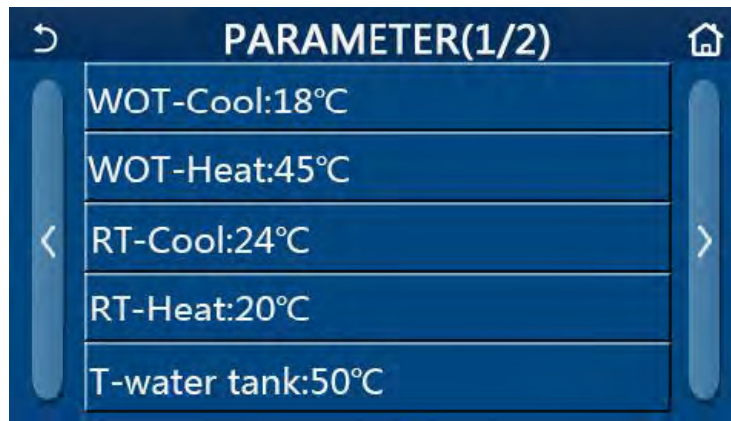 PARAMETER(1/2)
WOT-Cool:18℃
WOT-Heat:45℃
RT-Cool:24℃
RT-Heat:20℃
T-water tank:50℃